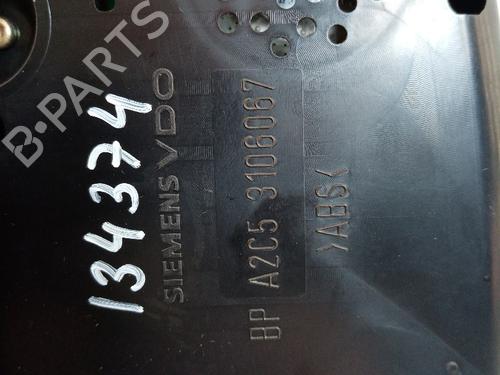 B-PARTS
134374
SIEMENS VDO
BP A2C5 3106067
>ABS<